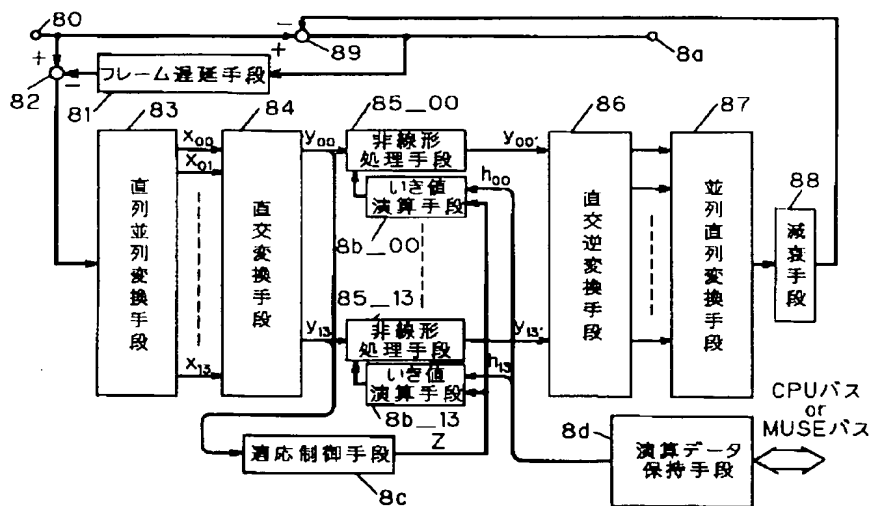 80
+
−
+
89
8a
+
−
82
フレーム遅延手段
81
83
84
85_00
86
87
88
x00
x01
x13
直列並列変換手段
直交変換手段
y00
非線形
処理手段
y00'
h00
いき値
演算手段
8b_00
85_13
y13
非線形
処理手段
y13'
h13
いき値
演算手段
8b_13
Z
適応制御手段
8c
直交逆変換手段
並列直列変換手段
減衰手段
8d
演算データ
保持手段
CPUバス
or
MUSEバス